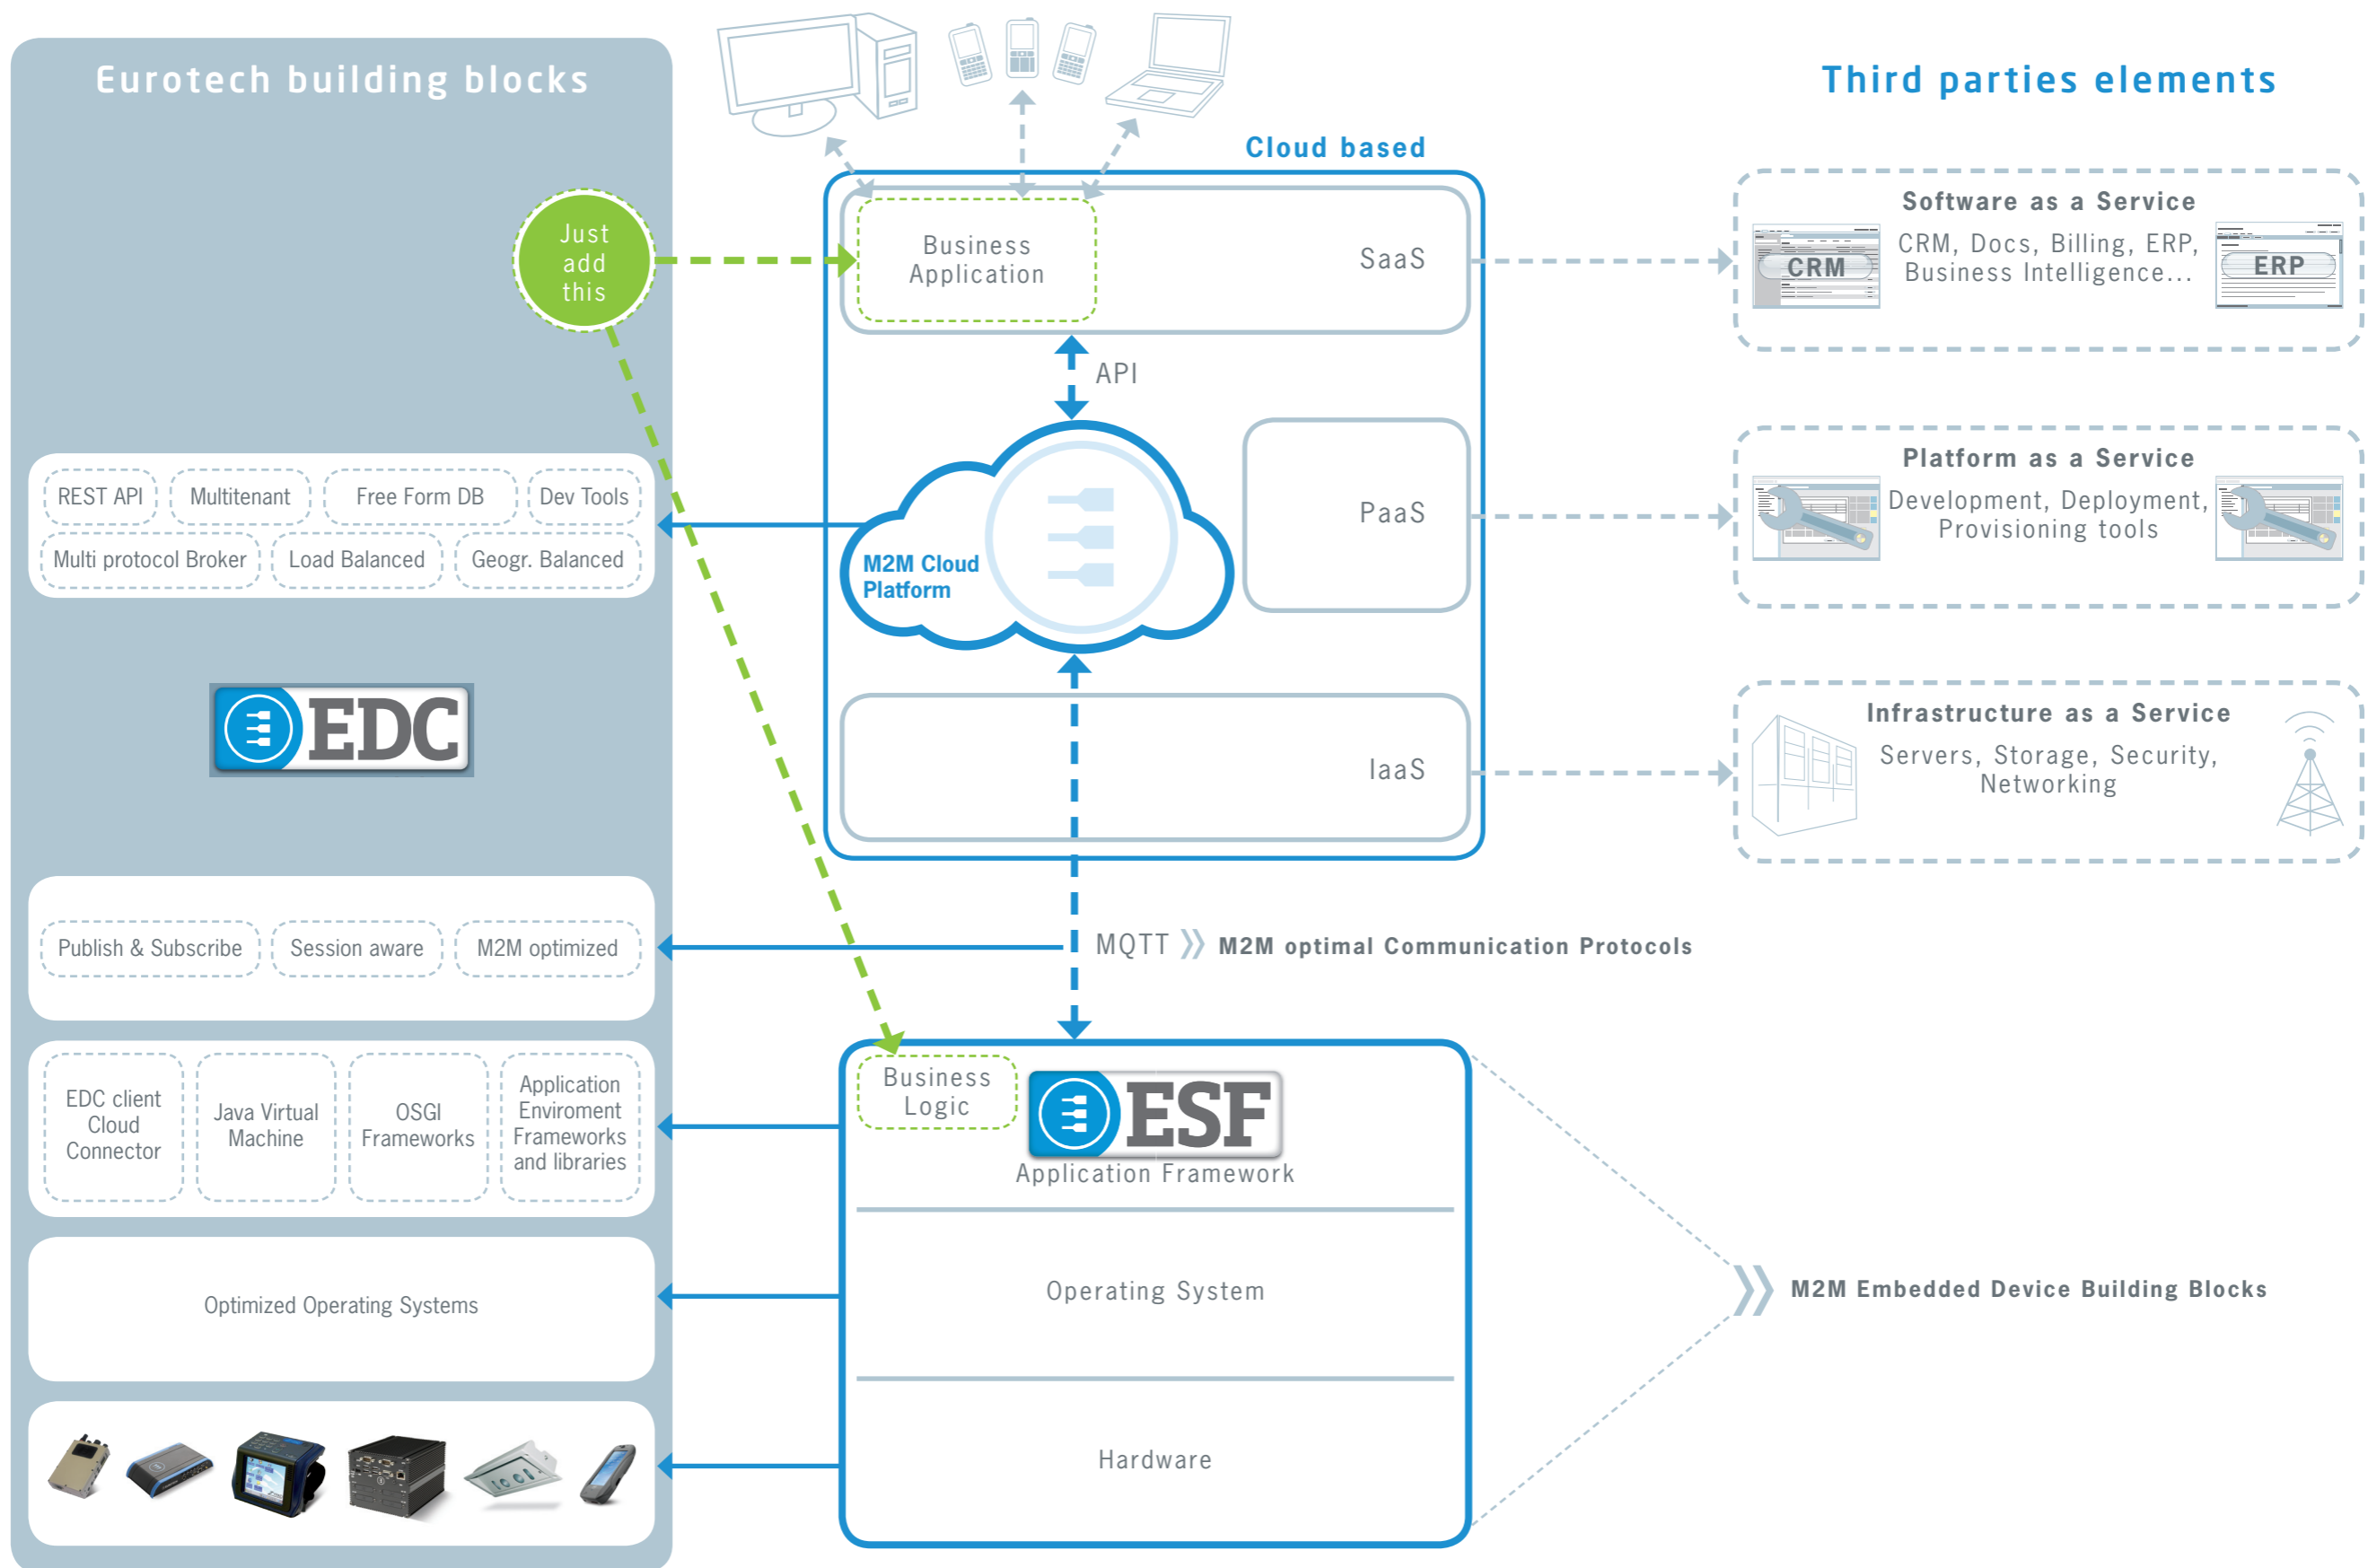 Eurotech building blocks
Third parties elements
Cloud based
Just
add
this
Business
Application
SaaS
Software as a Service
CRM, Docs, Billing, ERP,
Business Intelligence...
CRM
ERP
API
REST API
Multitenant
Free Form DB
Dev Tools
Multi protocol Broker
Load Balanced
Geogr. Balanced
M2M Cloud
Platform
PaaS
Platform as a Service
Development, Deployment,
Provisioning tools
EDC
IaaS
Infrastructure as a Service
Servers, Storage, Security,
Networking
Publish & Subscribe
Session aware
M2M optimized
MQTT
M2M optimal Communication Protocols
EDC client
Cloud
Connector
Java Virtual
Machine
OSGI
Frameworks
Application
Enviroment
Frameworks
and libraries
Business
Logic
ESF
Application Framework
Optimized Operating Systems
Operating System
M2M Embedded Device Building Blocks
Hardware